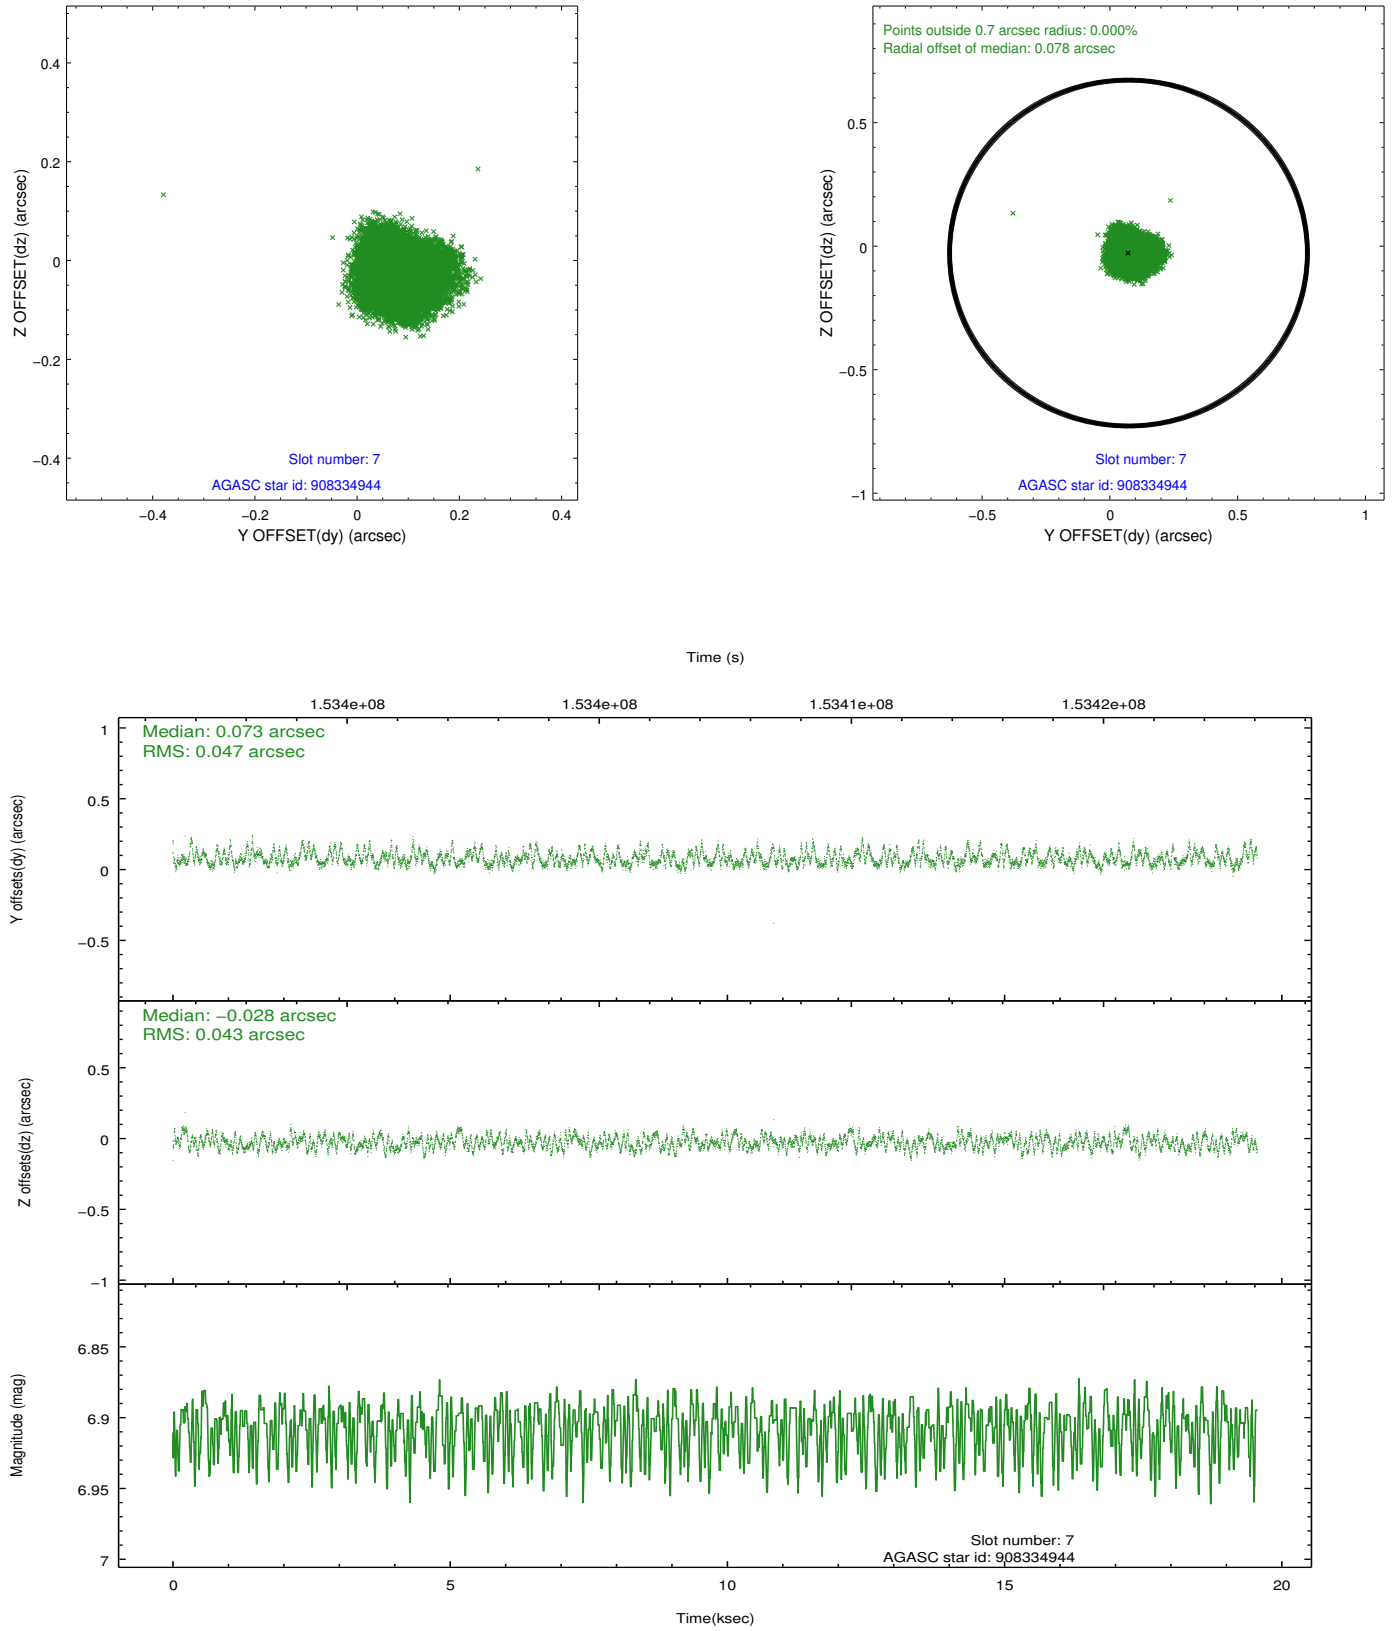 0.4
0.2
0
−0.2
−0.4
Z OFFSET(dz) (arcsec)
Slot number: 7
AGASC star id: 908334944
−0.4 −0.2 0 0.2 0.4
Y OFFSET(dy) (arcsec)
Points outside 0.7 arcsec radius: 0.000%
Radial offset of median: 0.078 arcsec
0.5
0
−0.5
−1
Z OFFSET(dz) (arcsec)
Slot number: 7
AGASC star id: 908334944
−0.5 0 0.5 1
Y OFFSET(dy) (arcsec)
Time (s)
1.534e+08 1.534e+08 1.5341e+08 1.5342e+08
Median: 0.073 arcsec
RMS: 0.047 arcsec
1
0.5
0
−0.5
Y offsets(dy) (arcsec)
Median: −0.028 arcsec
RMS: 0.043 arcsec
0.5
0
−0.5
−1
Z offsets(dz) (arcsec)
6.85
6.9
6.95
7
Magnitude (mag)
Slot number: 7
AGASC star id: 908334944
0 5 10 15 20
Time(ksec)